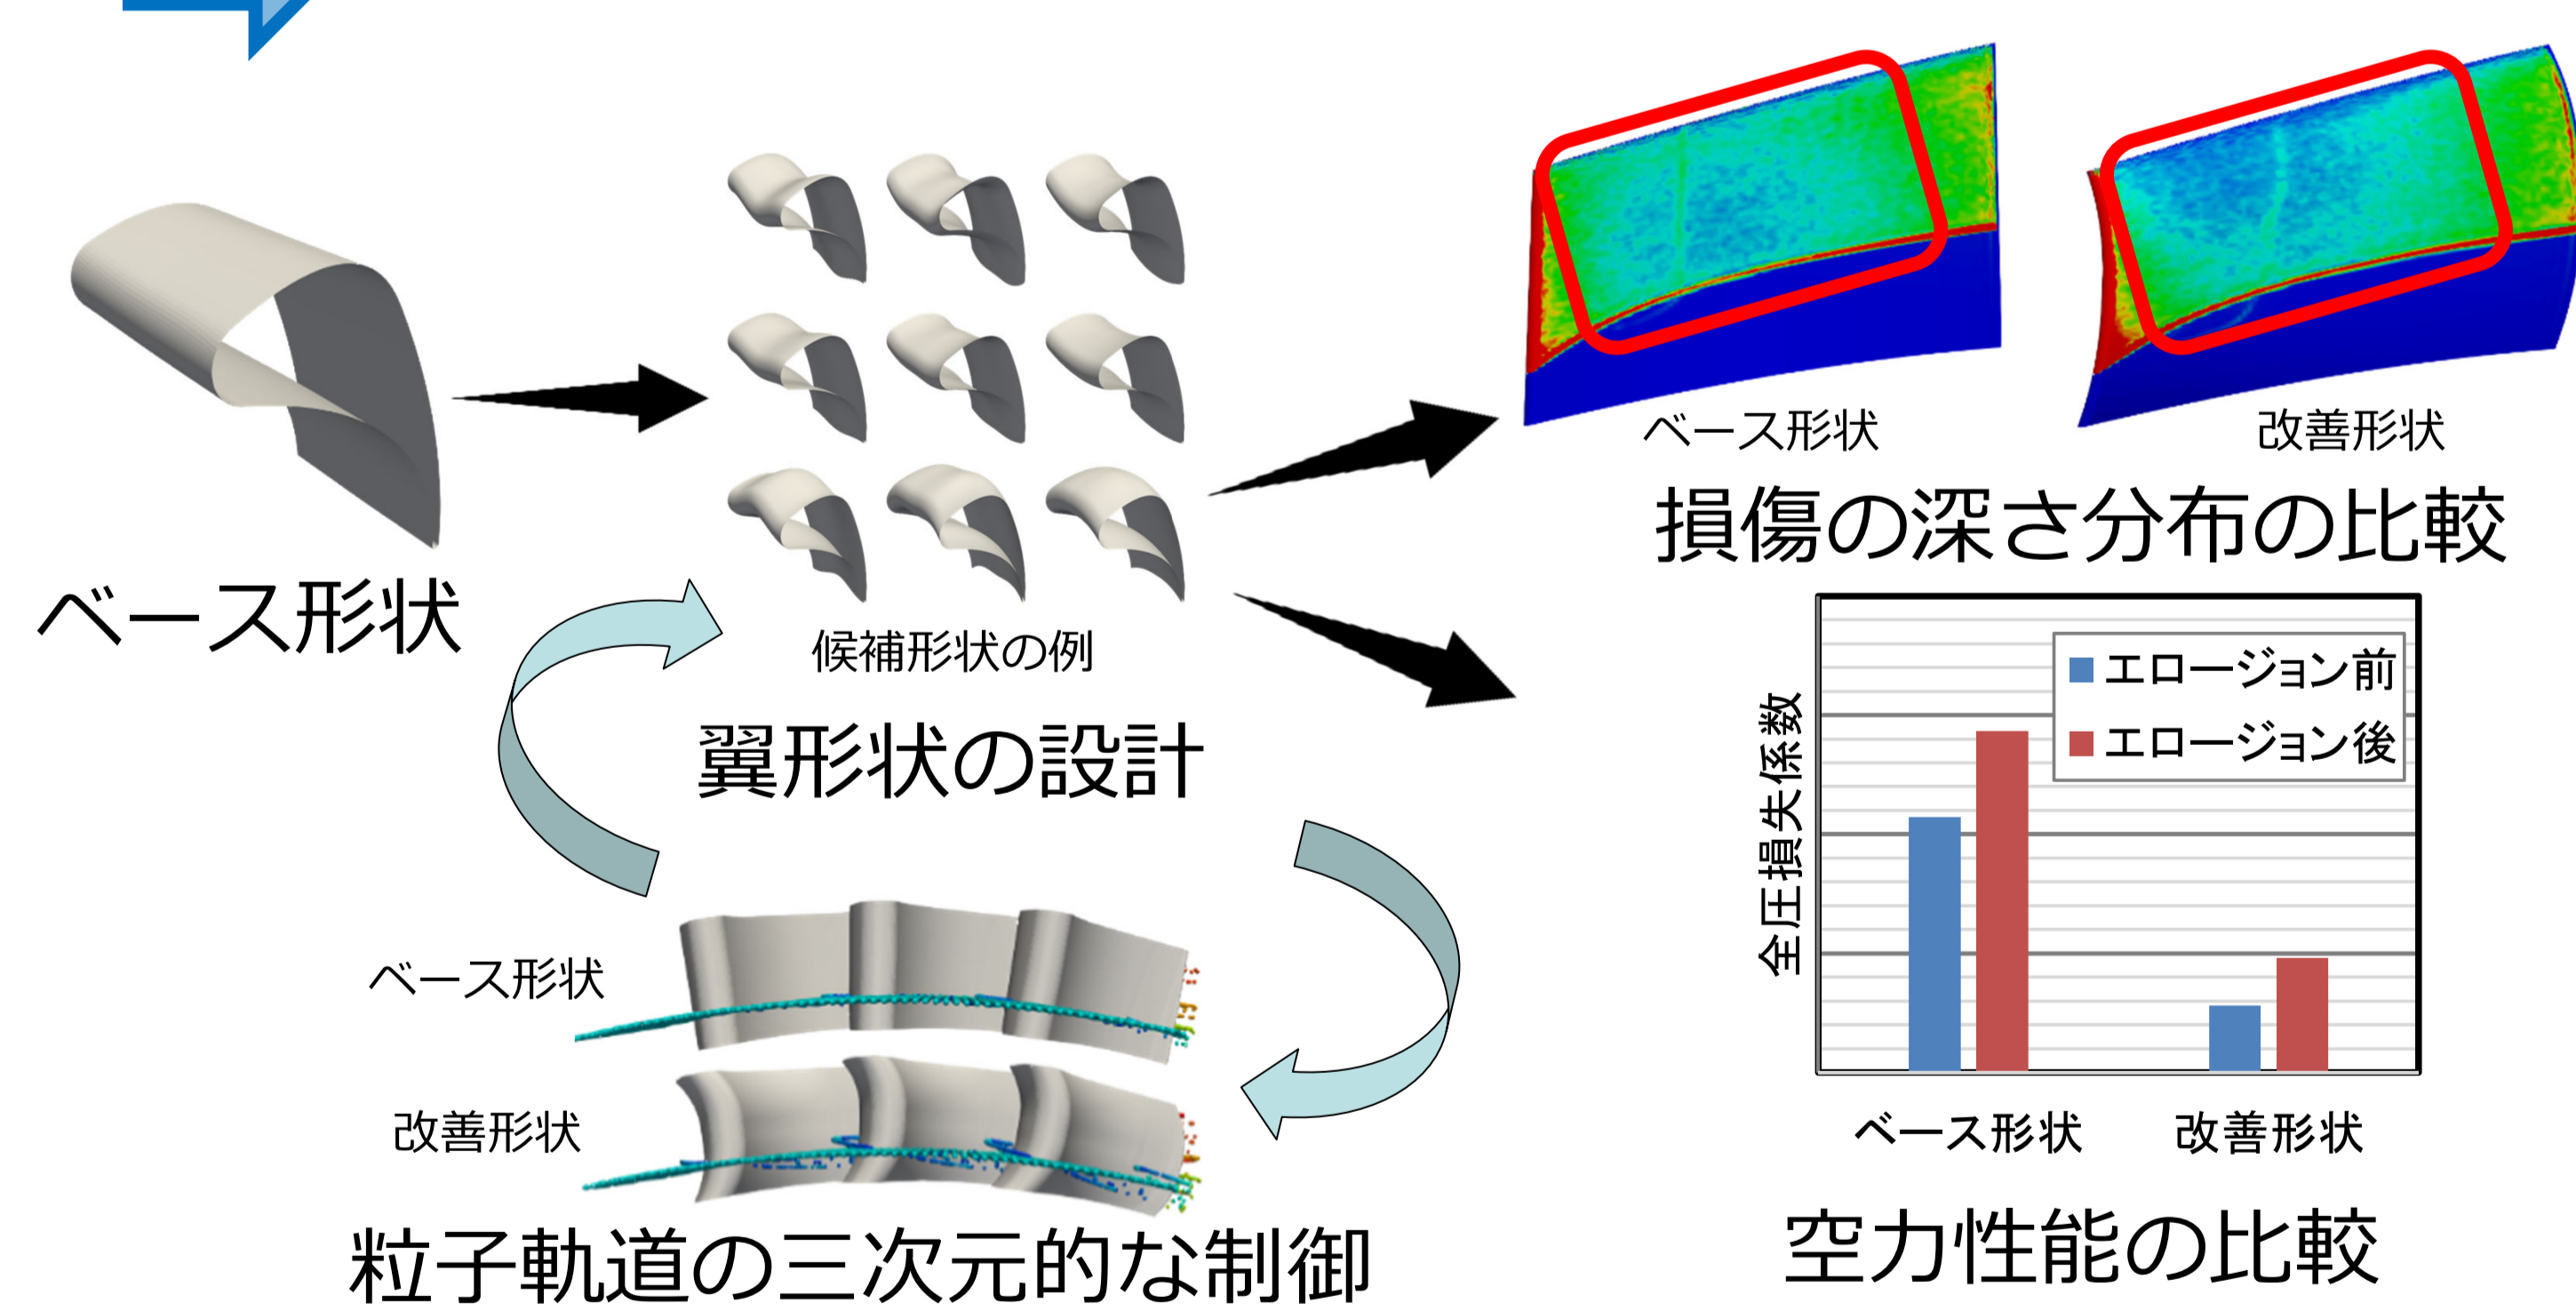 ベース形状
候補形状の例
翼形状の設計
ベース形状
改善形状
粒子軌道の三次元的な制御
ベース形状
改善形状
損傷の深さ分布の比較
エロージョン前
エロージョン後
全圧損失係数
ベース形状
改善形状
空力性能の比較